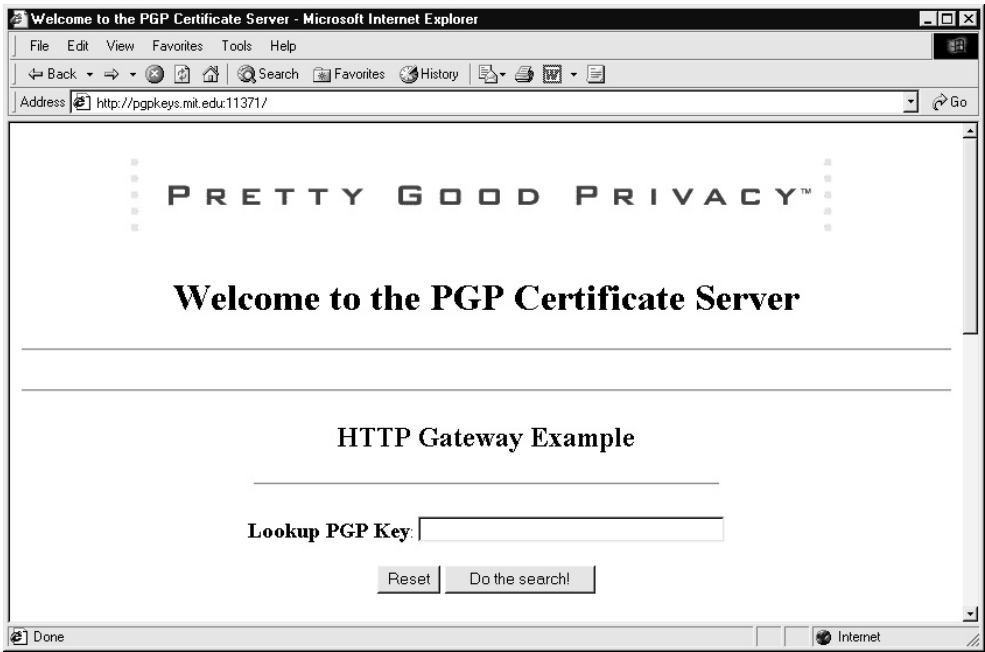 Welcome to the PGP Certificate Server - Microsoft Internet Explorer
File Edit View Favorites Tools Help
Back Search Favorites History
Address http://pgpkeys.mit.edu:11371/ Go
PRETTY GOOD PRIVACY™
Welcome to the PGP Certificate Server
HTTP Gateway Example
Lookup PGP Key:
Reset Do the search!
Done Internet